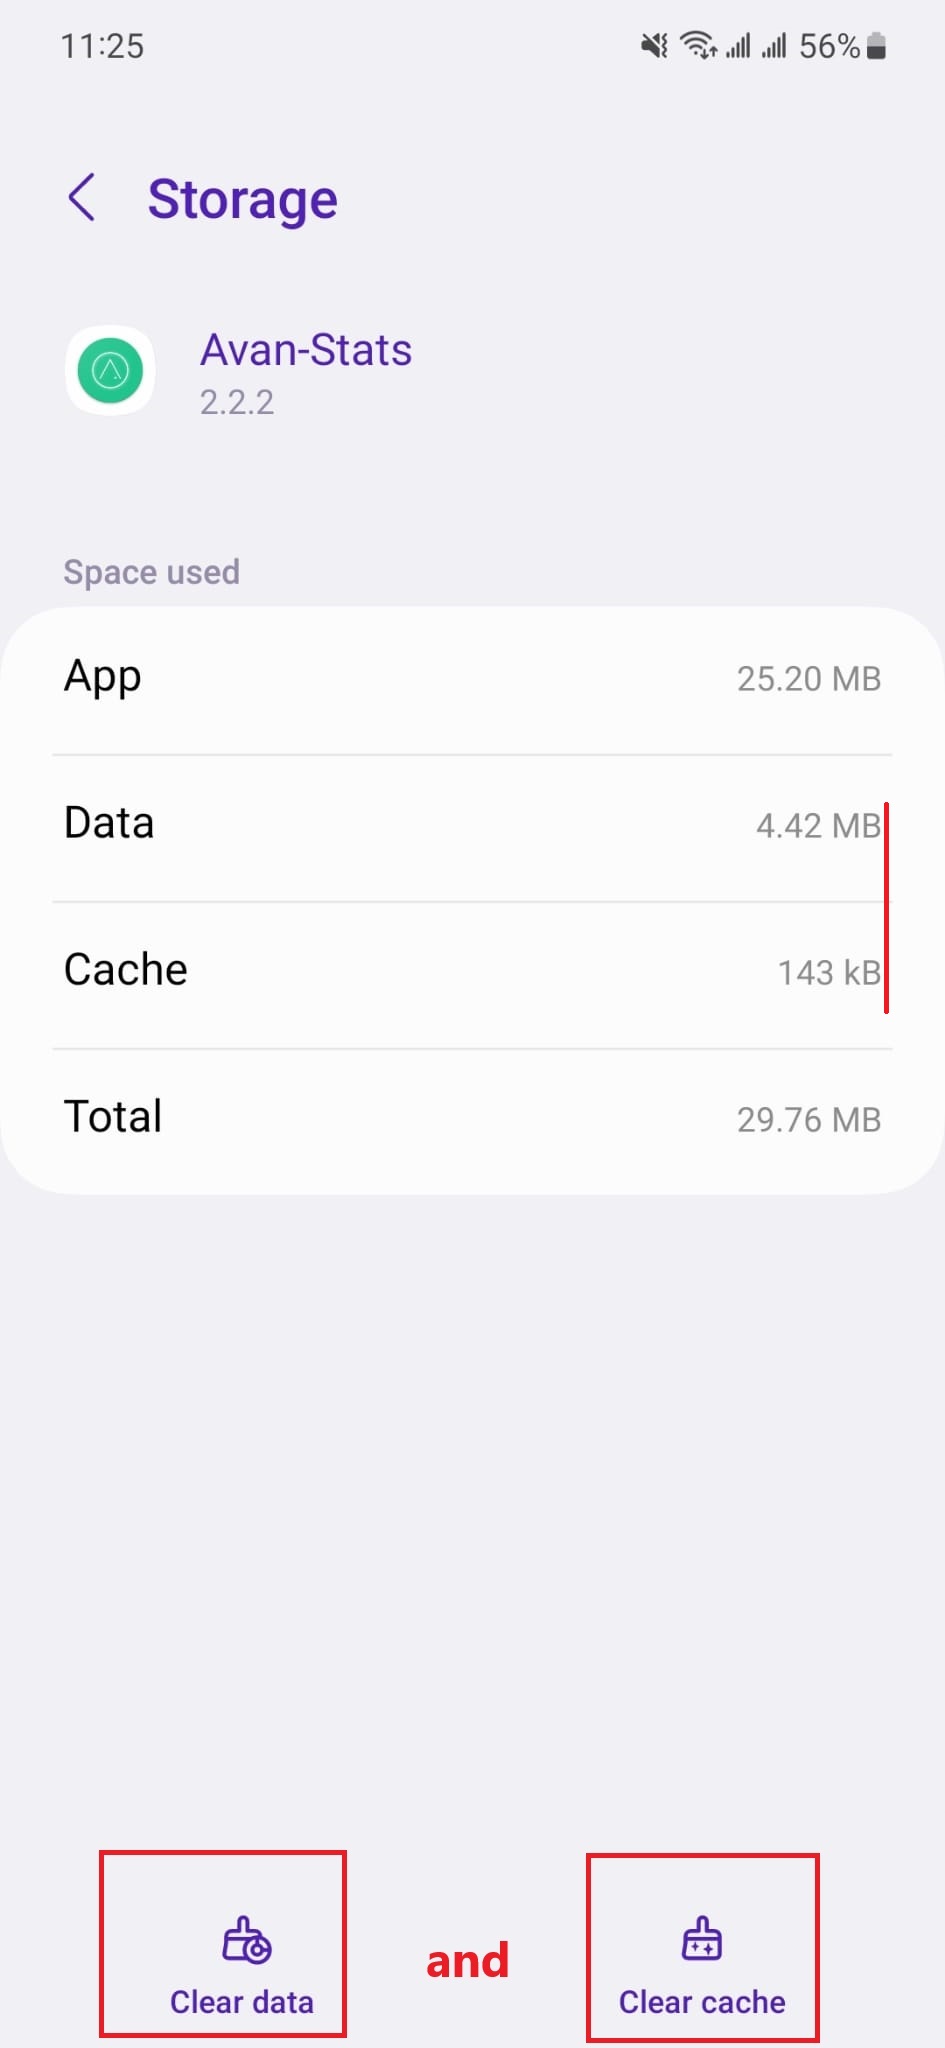 11:25 56%
Storage
Avan-Stats
2.2.2
Space used
App 25.20 MB
Data 4.42 MB
Cache 143 kB
Total 29.76 MB
and
Clear data Clear cache